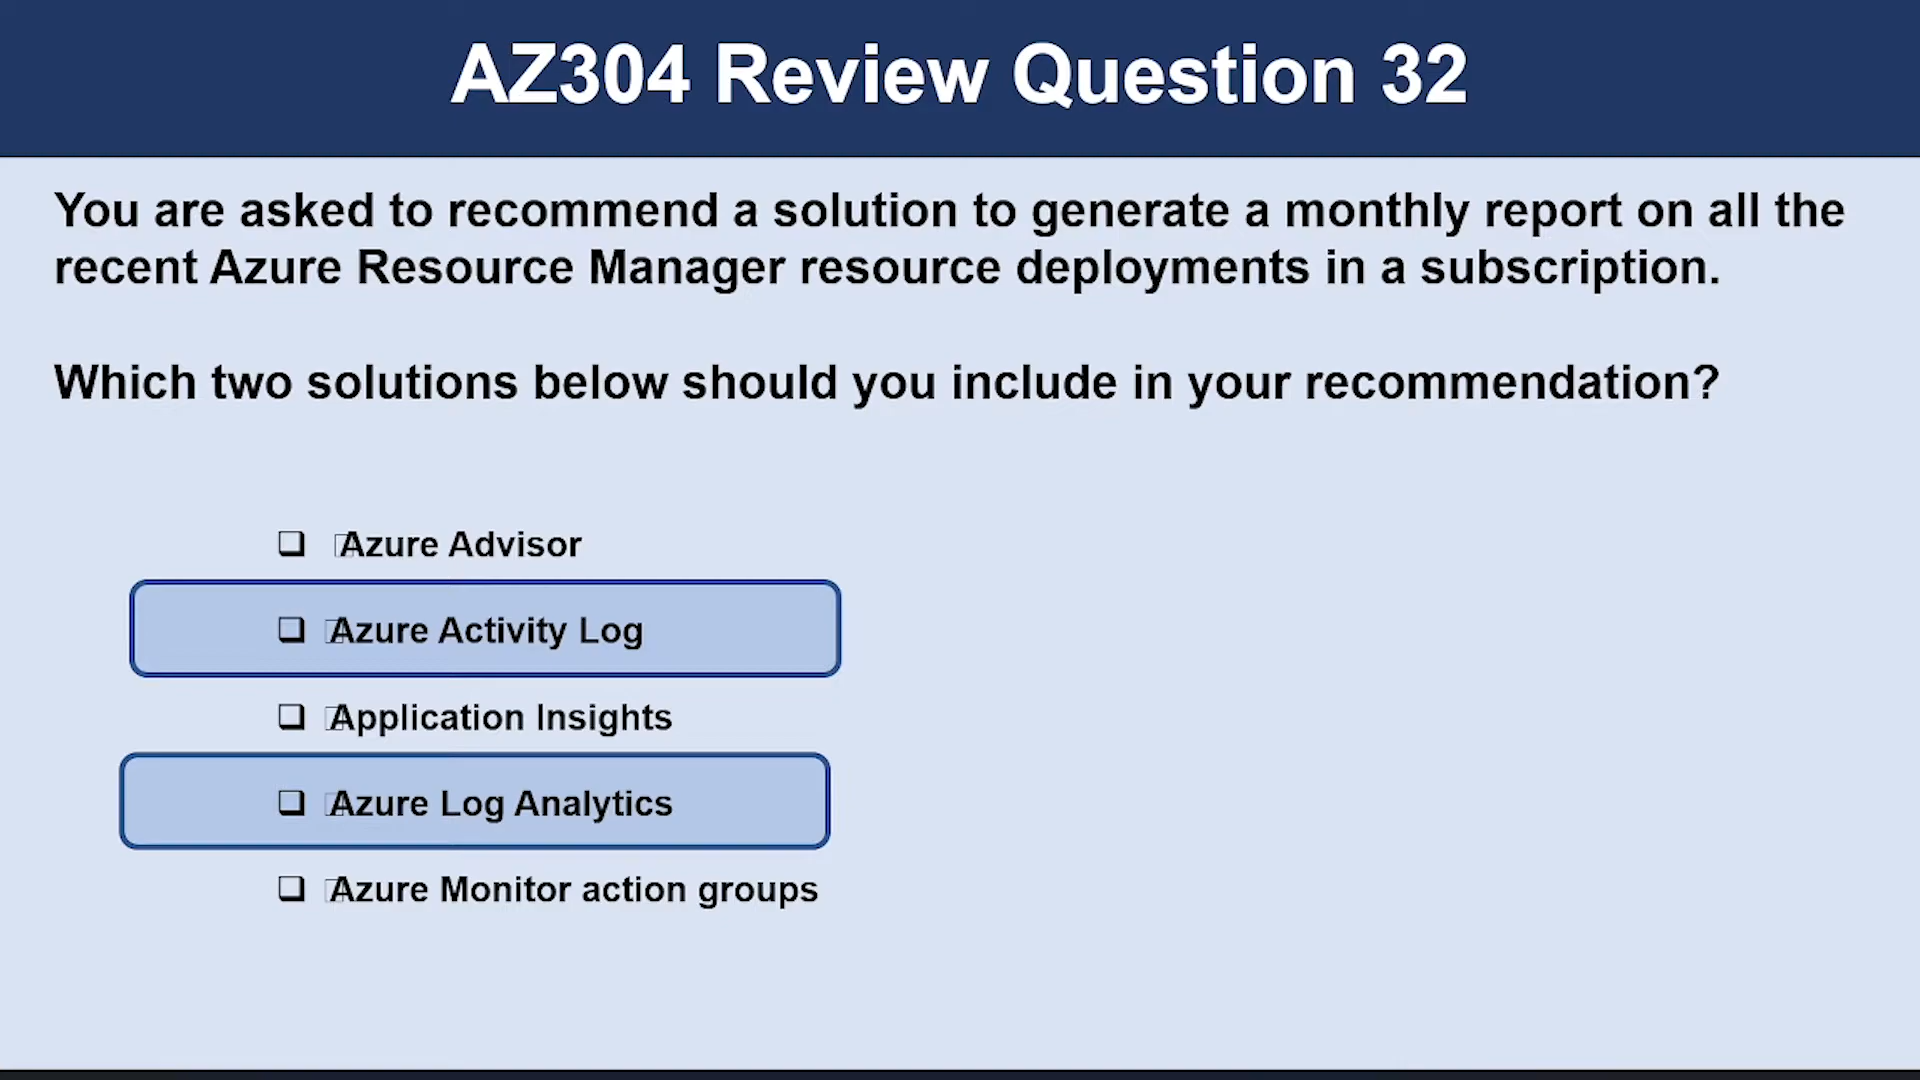 AZ304 Review Question 32
You are asked to recommend a solution to generate a monthly report on all the
recent Azure Resource Manager resource deployments in a subscription.
Which two solutions below should you include in your recommendation?
❑ Azure Advisor
❑ Azure Activity Log
❑ Application Insights
❑ Azure Log Analytics
❑ Azure Monitor action groups